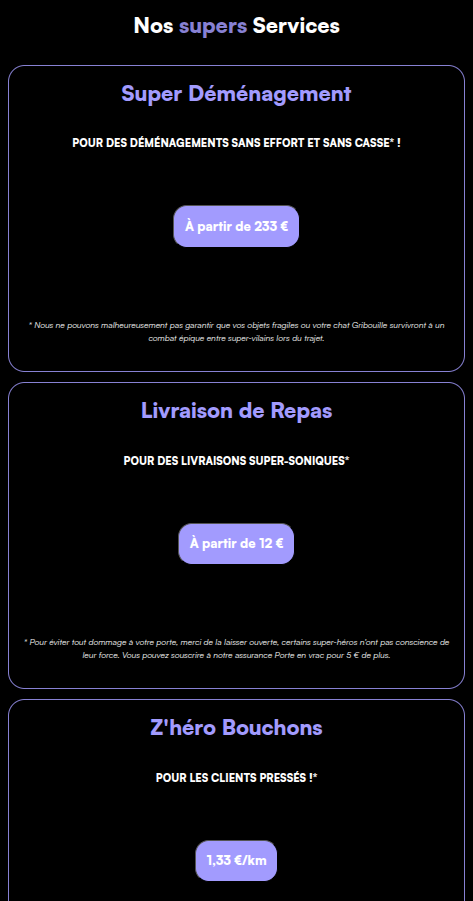 Nos supers Services
Super Déménagement
POUR DES DÉMÉNAGEMENTS SANS EFFORT ET SANS CASSE* !
À partir de 233 €
* Nous ne pouvons malheureusement pas garantir que vos objets fragiles ou votre chat Gribouille survivront à un
combat épique entre super-vilains lors du trajet.
Livraison de Repas
POUR DES LIVRAISONS SUPER-SONIQUES*
À partir de 12 €
* Pour éviter tout dommage à votre porte, merci de la laisser ouverte, certains super-héros n'ont pas conscience de
leur force. Vous pouvez souscrire à notre assurance Porte en vrac pour 5 € de plus.
Z'héro Bouchons
POUR LES CLIENTS PRESSÉS !*
1,33 €/km